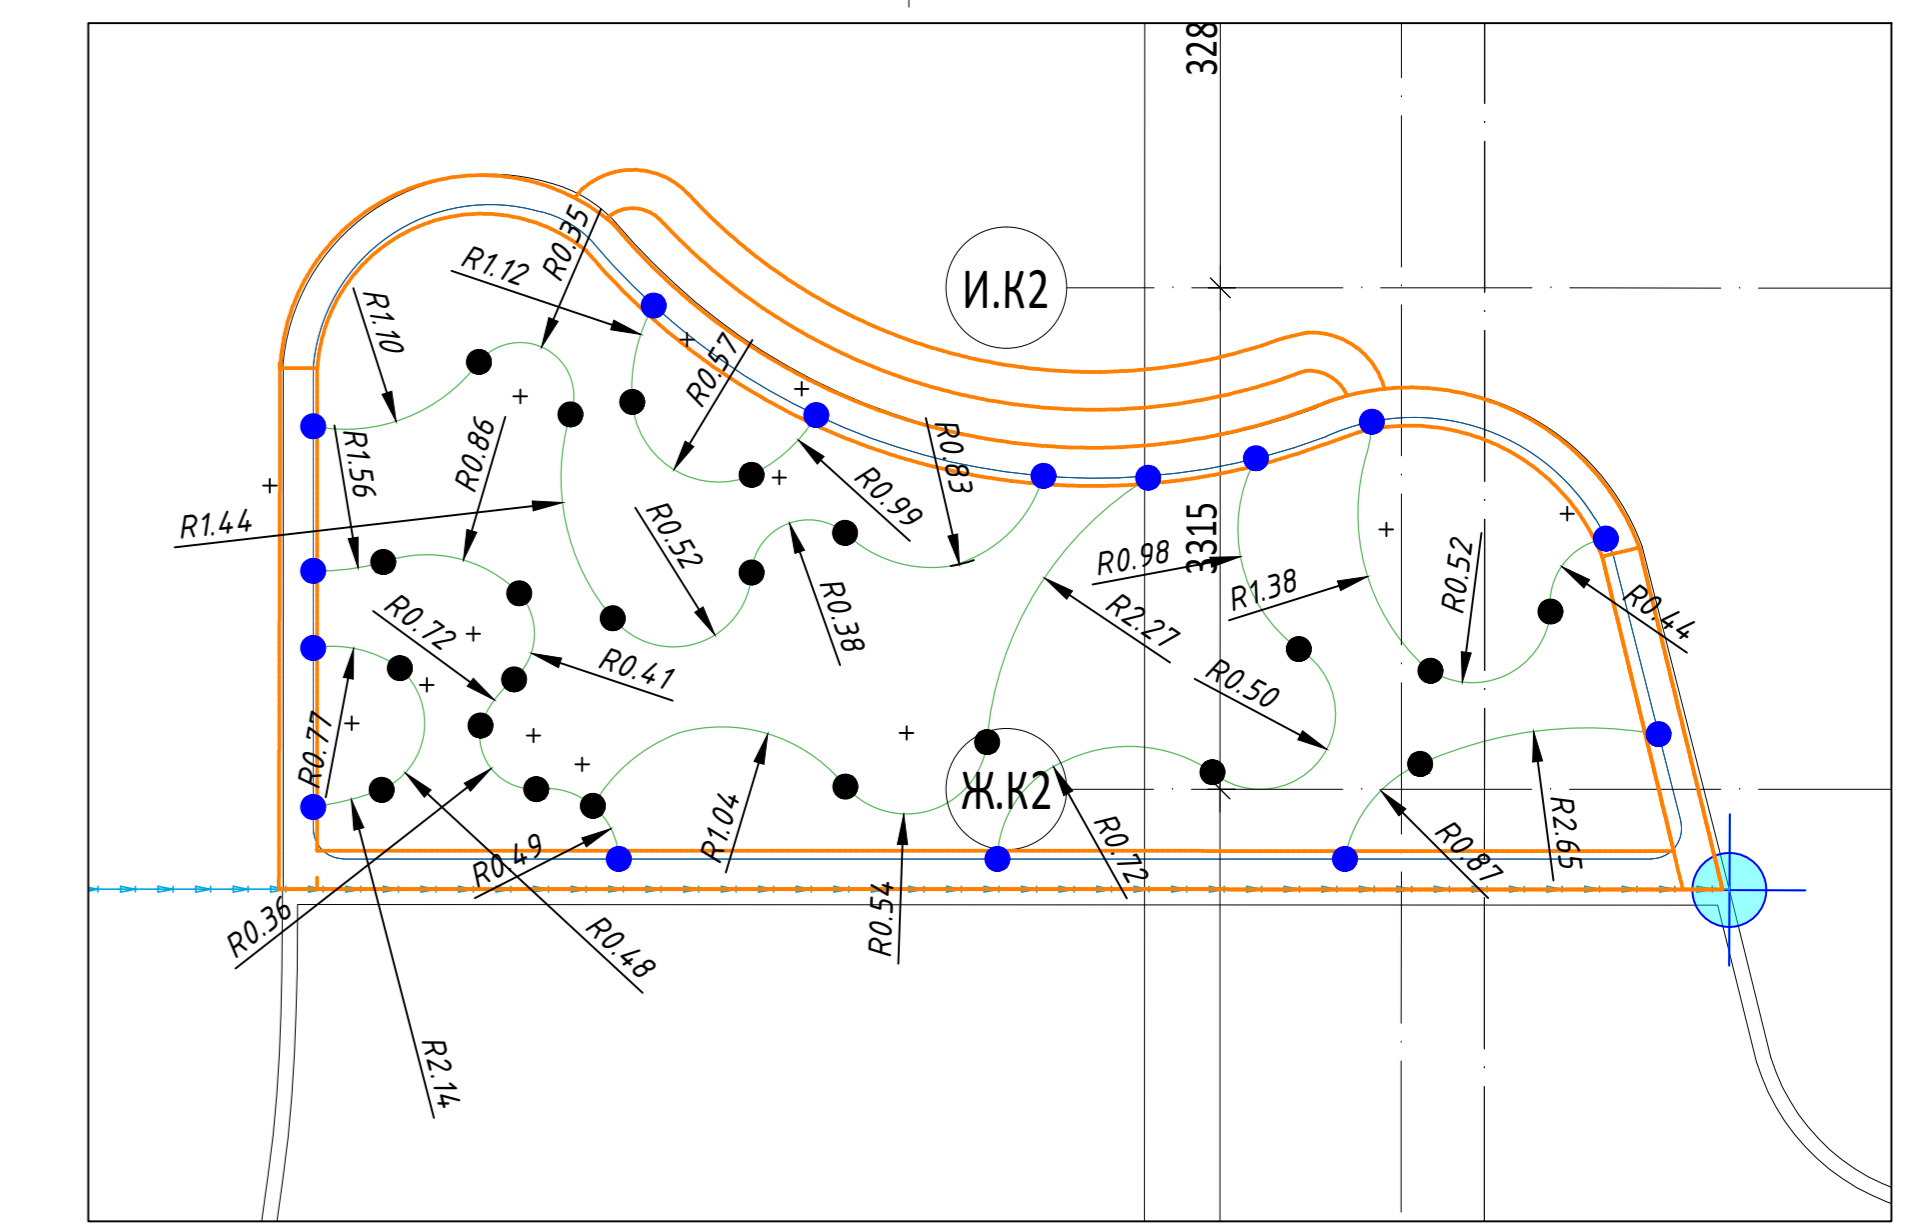 328
И.К2
R0.35
R1.12
R1.10
R0.57
R0.86
R1.56
R0.83
R0.99
R1.44
R0.52
3315
R0.98
R1.38
R0.52
R0.44
R0.72
R0.38
R2.27
R0.41
R0.50
R0.77
Ж.К2
R1.04
R0.49
R0.72
R0.87
R2.65
R0.36
R0.54
R0.48
R2.14